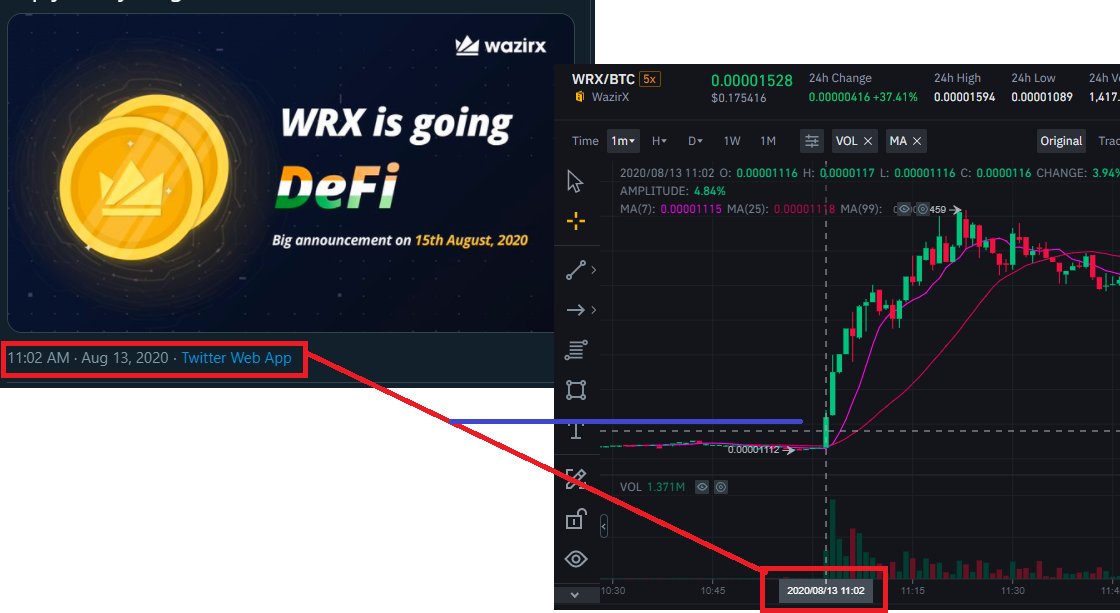 wazirx
WRX is going
DeFi
Big announcement on 15th August, 2020
11:02 AM · Aug 13, 2020 · Twitter Web App
WRX/BTC 5x
WazirX
0.00001528
$0.175416
24h Change
0.00000416 +37.41%
24h High
0.00001594
24h Low
0.00001089
24h
1,417.
Time 1m H D 1W 1M VOL MA Original
2020/08/13 11:02 O: 0.00001116 H: 0.0000117 L: 0.00001116 C: 0.0000116 CHANGE: 3.94%
AMPLITUDE: 4.84%
MA(7): 0.00001115 MA(25): 0.00001118 MA(99):
459
0.00001112
VOL 1.371M
10:30 10:45 2020/08/13 11:02 11:15 11:30